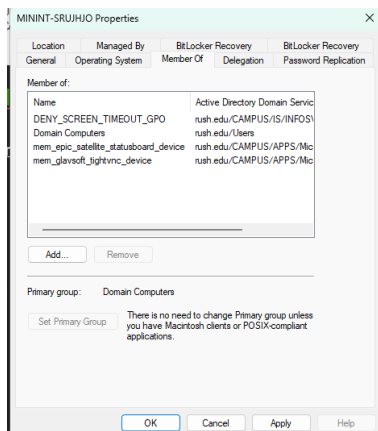 MININT-SRUJHJO Properties
Location Managed By BitLocker Recovery BitLocker Recovery
General Operating System Member Of Delegation Password Replication
Member of:
Name Active Directory Domain Servic
DENY_SCREEN_TIMEOUT_GPO rush.edu/CAMPUS/IS/INFOS\
Domain Computers rush.edu/Users
mem_epic_satellite_statusboard_device rush.edu/CAMPUS/APPS/Mic
mem_glavsoft_tightvnc_device rush.edu/CAMPUS/APPS/Mic
Add... Remove
Primary group: Domain Computers
Set Primary Group
There is no need to change Primary group unless
you have Macintosh clients or POSIX-compliant
applications.
OK Cancel Apply Help